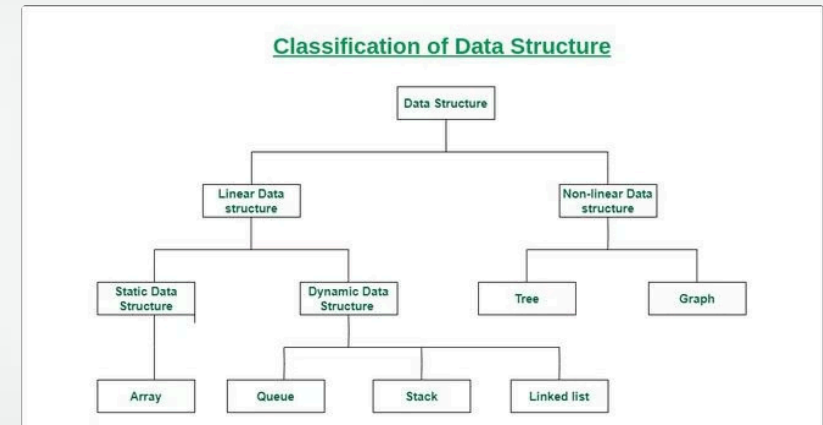 Classification of Data Structure
Data Structure
Linear Data
structure
Non-linear Data
structure
Static Data
Structure
Dynamic Data
Structure
Tree
Graph
Array
Queue
Stack
Linked list